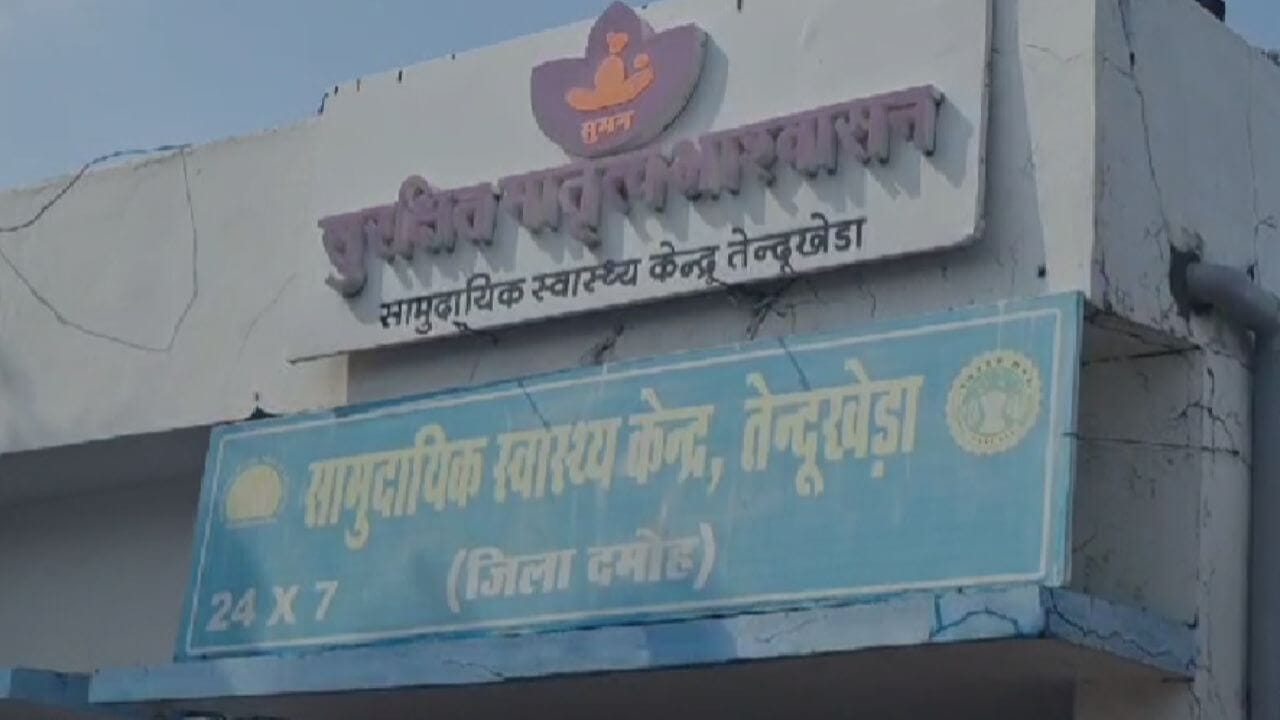 सुमन
सुरक्षित मातृत्व आश्वासन
सामुदायिक स्वास्थ्य केन्द्र तेन्दूखेडा
सामुदायिक स्वास्थ्य केन्द्र, तेन्दूखेड़ा
(जिला दमोह)
24 X 7